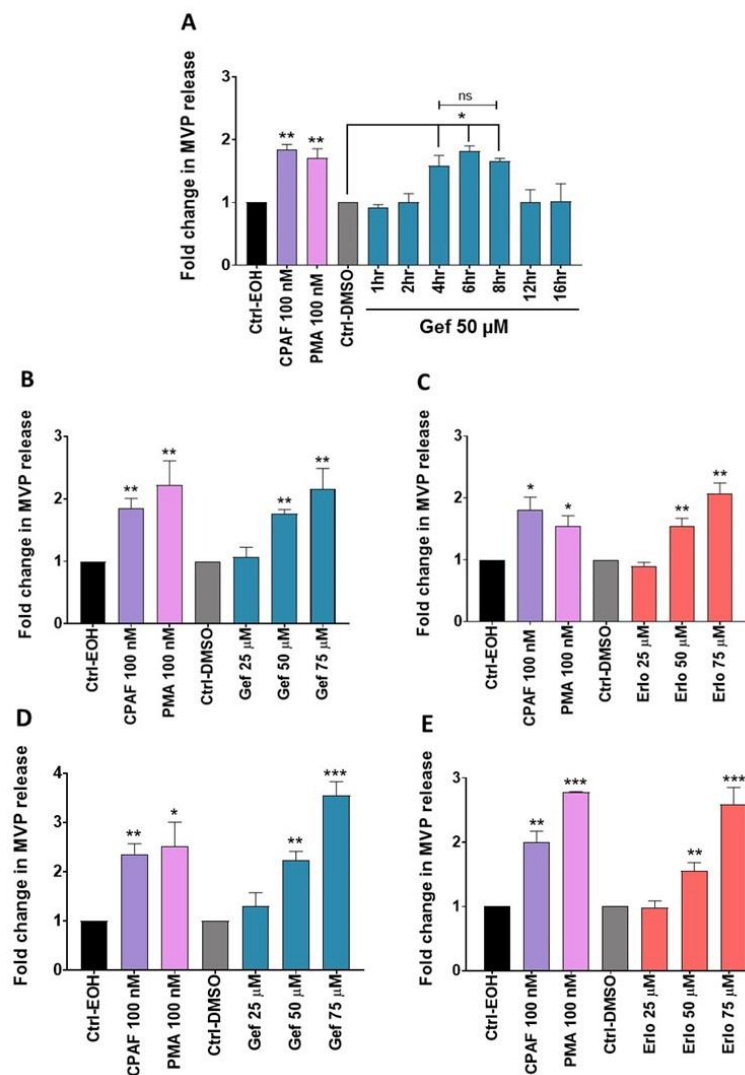 A
Fold change in MVP release
3
2
1
0
** ** ns *
Ctrl-EOH
CPAF 100 nM
PMA 100 nM
Ctrl-DMSO
1hr
2hr
4hr
6hr
8hr
12hr
16hr
Gef 50 μM
B
Fold change in MVP release
3
2
1
0
** ** ** **
Ctrl-EOH
CPAF 100 nM
PMA 100 nM
Ctrl-DMSO
Gef 25 μM
Gef 50 μM
Gef 75 μM
C
Fold change in MVP release
3
2
1
0
* * ** **
Ctrl-EOH
CPAF 100 nM
PMA 100 nM
Ctrl-DMSO
Erlo 25 μM
Erlo 50 μM
Erlo 75 μM
D
Fold change in MVP release
4
3
2
1
0
** * ** ***
Ctrl-EOH
CPAF 100 nM
PMA 100 nM
Ctrl-DMSO
Gef 25 μM
Gef 50 μM
Gef 75 μM
E
Fold change in MVP release
3
2
1
0
** *** ** ***
Ctrl-EOH
CPAF 100 nM
PMA 100 nM
Ctrl-DMSO
Erlo 25 μM
Erlo 50 μM
Erlo 75 μM